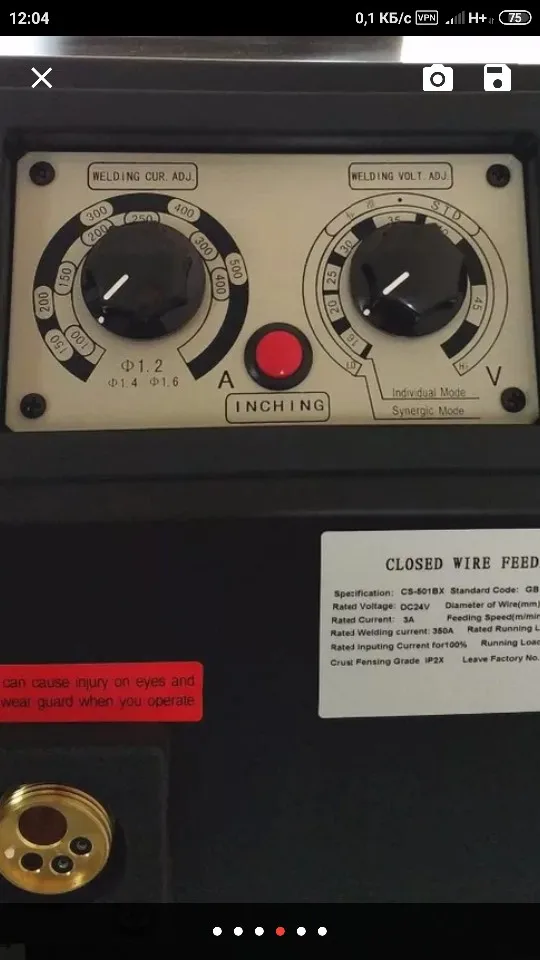 12:04
0,1 КБ/с VPN H+ 75
WELDING CUR. ADJ.
WELDING VOLT. ADJ.
300 400
200 250
150 300
200 400 500
150 100
STD
35
30
25
20
16
45
LO
Hi
Φ1.2
Φ1.4 Φ1.6
A
V
INCHING
Individual Mode
Synergic Mode
CLOSED WIRE FEED
Specification: CS-501BX Standard Code: GB
Rated Voltage: DC24V Diameter of Wire(mm)
Rated Current: 3A Feeding Speed(m/min
Rated Welding current: 350A Rated Running L
Rated Inputing Current for100% Running Load
Crust Fensing Grade IP2X Leave Factory No.
can cause injury on eyes and
wear guard when you operate